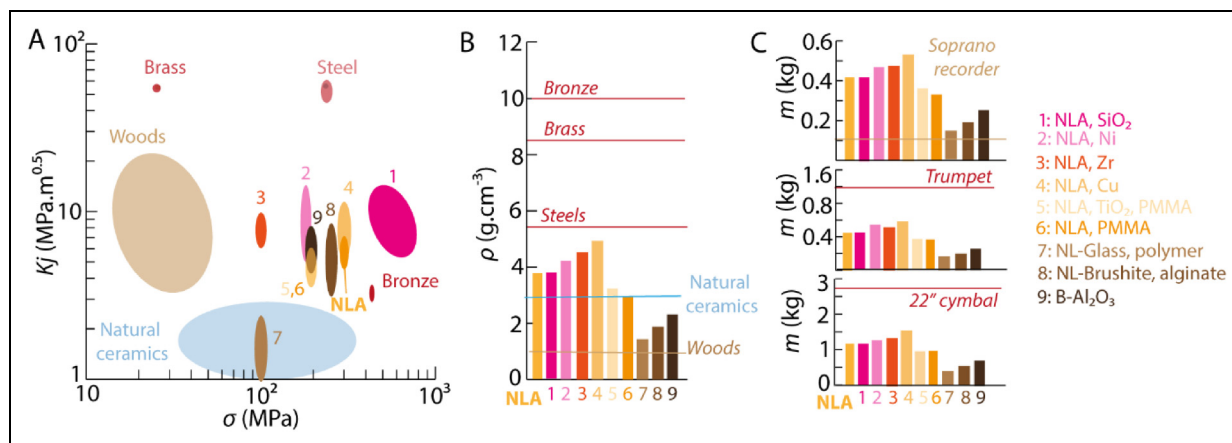 A
10²
Kj (MPa.m⁰·⁵)
10
1
10
10²
10³
σ (MPa)
Brass
Steel
Woods
3
2
9
8
4
1
5,6
NLA
Bronze
Natural
ceramics
7
B
ρ (g.cm⁻³)
12
10
8
6
4
2
0
Bronze
Brass
Steels
Natural
ceramics
Woods
NLA 1 2 3 4 5 6 7 8 9
C
m (kg)
0.6
0.4
0.1
Soprano
recorder
m (kg)
1.6
0.4
Trumpet
m (kg)
3
2
1
0
22" cymbal
NLA 1 2 3 4 5 6 7 8 9
1: NLA, SiO₂
2: NLA, Ni
3: NLA, Zr
4: NLA, Cu
5: NLA, TiO₂, PMMA
6: NLA, PMMA
7: NL-Glass, polymer
8: NL-Brushite, alginate
9: B-Al₂O₃